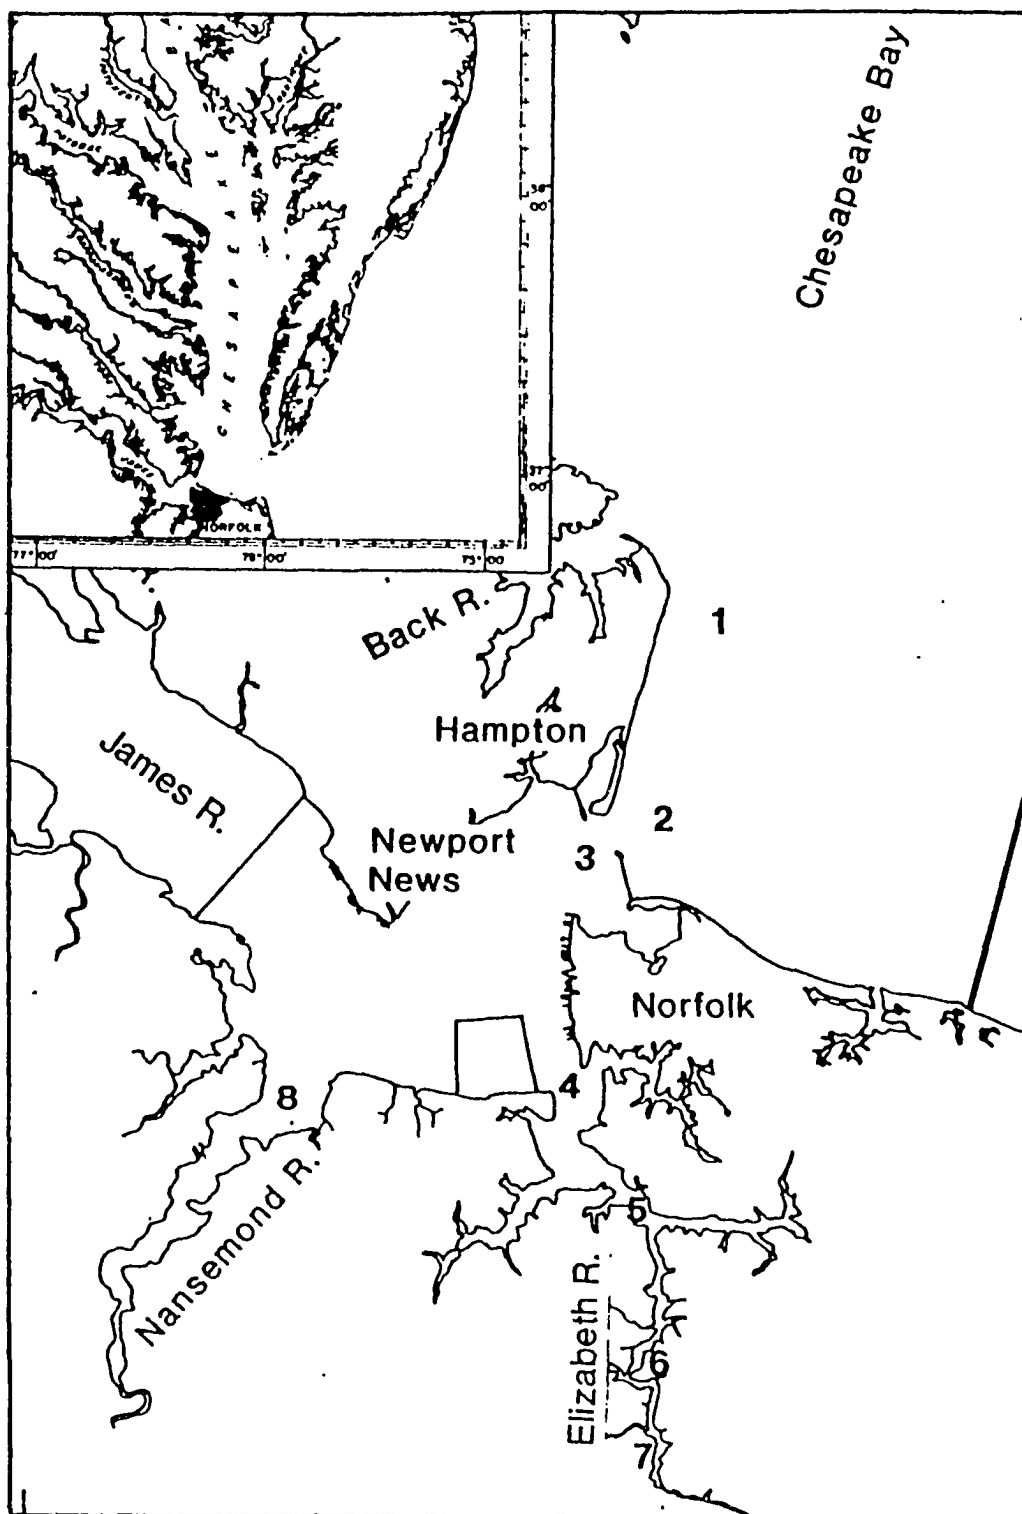 Chesapeake Bay
CHESAPEAKE
38°
00'
37°
00'
NORFOLK
77°00'
76°00'
75°00'
Back R.
1
Hampton
James R.
2
Newport
News
3
Norfolk
4
8
Nansemond R.
5
Elizabeth R.
6
7